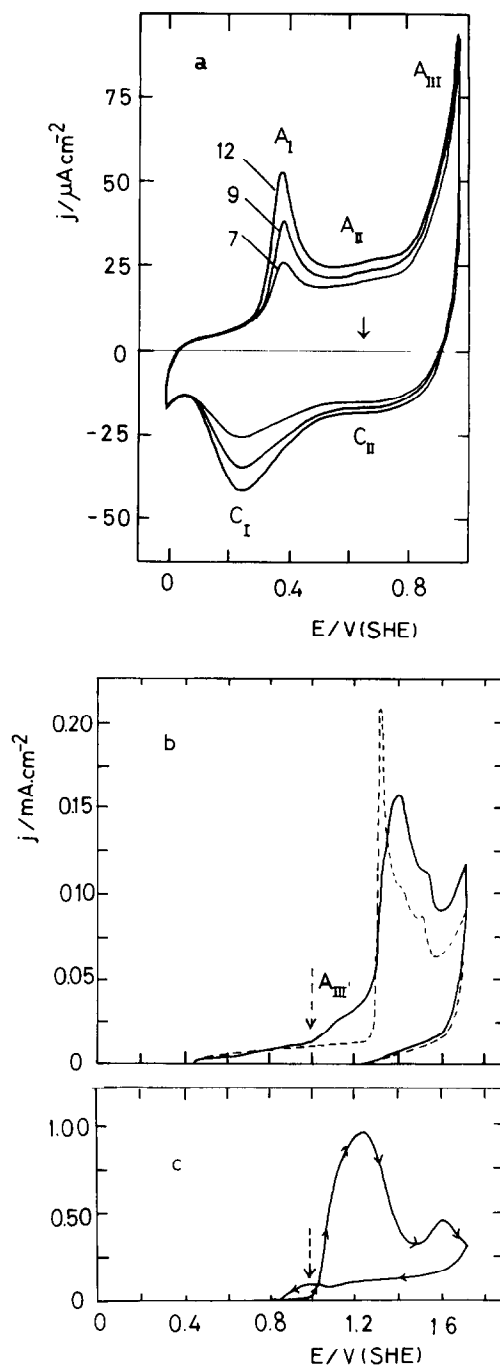 a
A_III
75
A_I
j/μA cm⁻²
12
50
9
A_II
7
25
0
-25
C_II
C_I
-50
0 0.4 0.8
E/V(SHE)
0.20
b
j/mA.cm⁻²
0.15
0.10
0.05
A_III'
0
1.00
c
0.50
0
0 0.4 0.8 1.2 1.6
E/V(SHE)